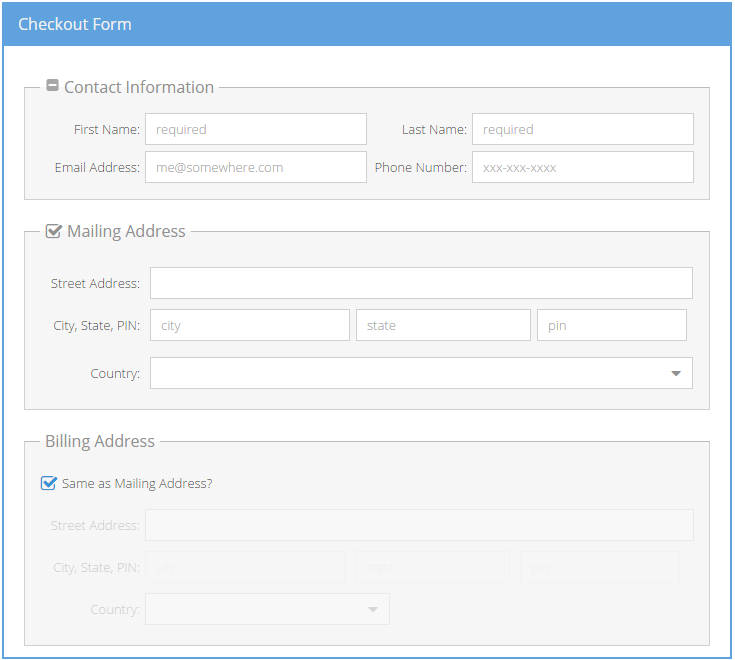 Checkout Form
Contact Information
First Name: required Last Name: required
Email Address: me@somewhere.com Phone Number: xxx-xxx-xxxx
Mailing Address
Street Address:
City, State, PIN: city state pin
Country:
Billing Address
Same as Mailing Address?
Street Address:
City, State, PIN: city state pin
Country: